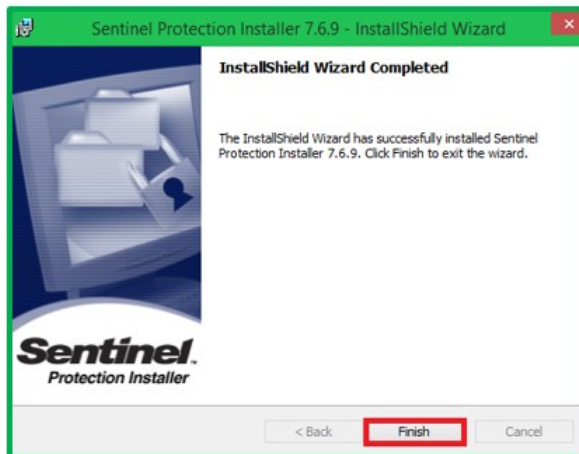 Sentinel Protection Installer 7.6.9 - InstallShield Wizard
InstallShield Wizard Completed
The InstallShield Wizard has successfully installed Sentinel
Protection Installer 7.6.9. Click Finish to exit the wizard.
Sentinel
Protection Installer
< Back Finish Cancel